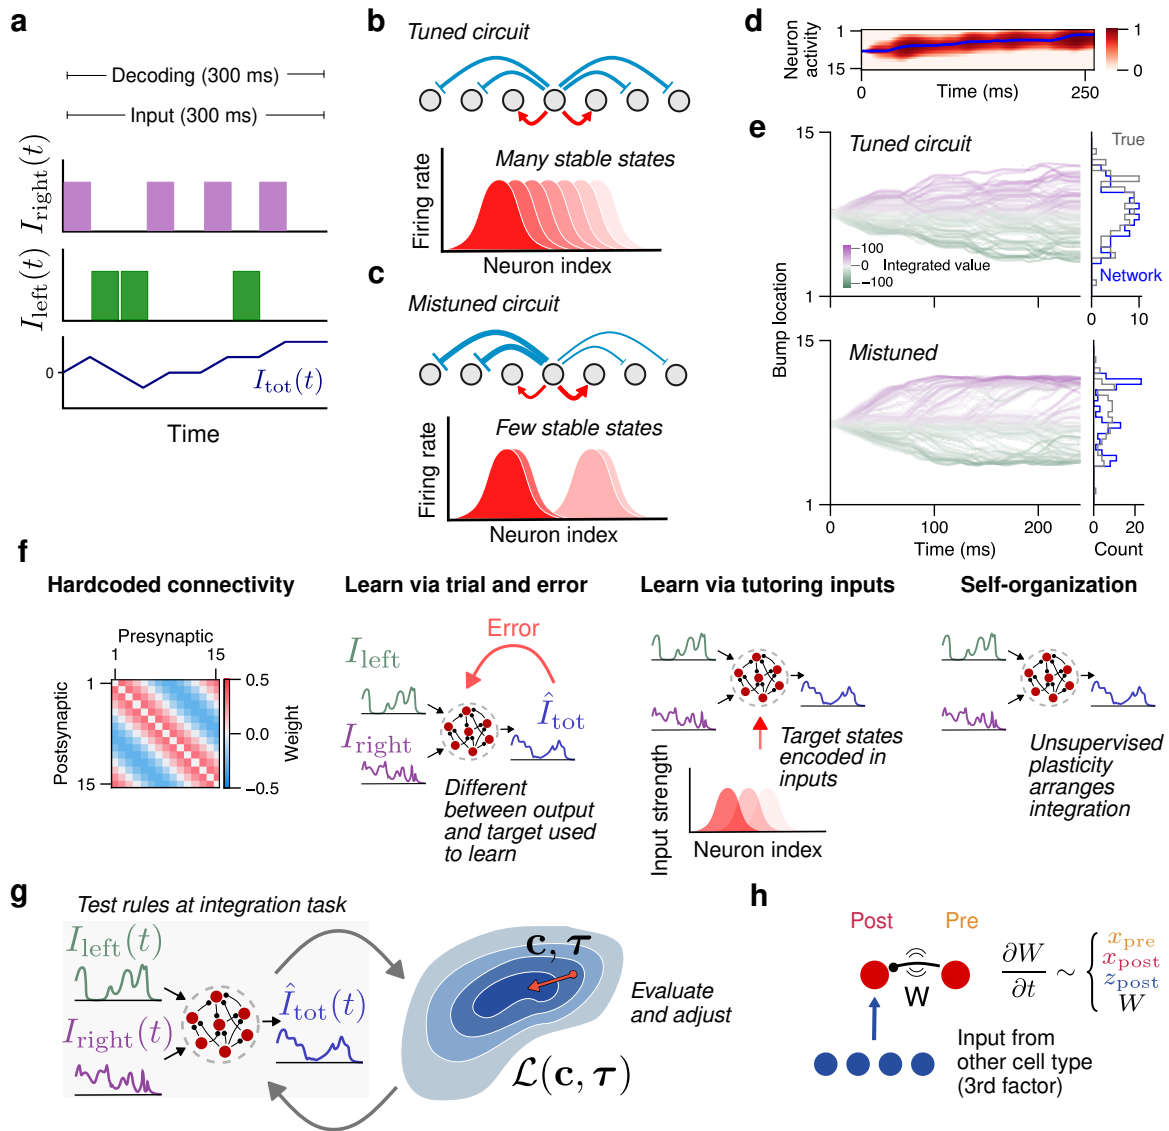 a
Decoding (300 ms)
Input (300 ms)
I_right(t)
I_left(t)
0
I_tot(t)
Time
b
Tuned circuit
Many stable states
Firing rate
Neuron index
c
Mistuned circuit
Few stable states
Firing rate
Neuron index
d
Neuron
activity
1
15
0
250
Time (ms)
1
0
e
15
Tuned circuit
True
100
0
−100
Integrated value
Network
1
0
10
Bump location
15
Mistuned
1
0
100
200
Time (ms)
0
20
Count
f
Hardcoded connectivity
Presynaptic
1
15
Postsynaptic
1
15
0.5
0.0
−0.5
Weight
Learn via trial and error
Error
I_left
I_right
Î_tot
Different
between output
and target used
to learn
Learn via tutoring inputs
Target states
encoded in
inputs
Input strength
Neuron index
Self-organization
Unsupervised
plasticity
arranges
integration
g
Test rules at integration task
I_left(t)
I_right(t)
Î_tot(t)
c, τ
ℒ(c, τ)
Evaluate
and adjust
h
Post
Pre
W
∂W/∂t ∼ {
x_pre
x_post
z_post
W
Input from
other cell type
(3rd factor)